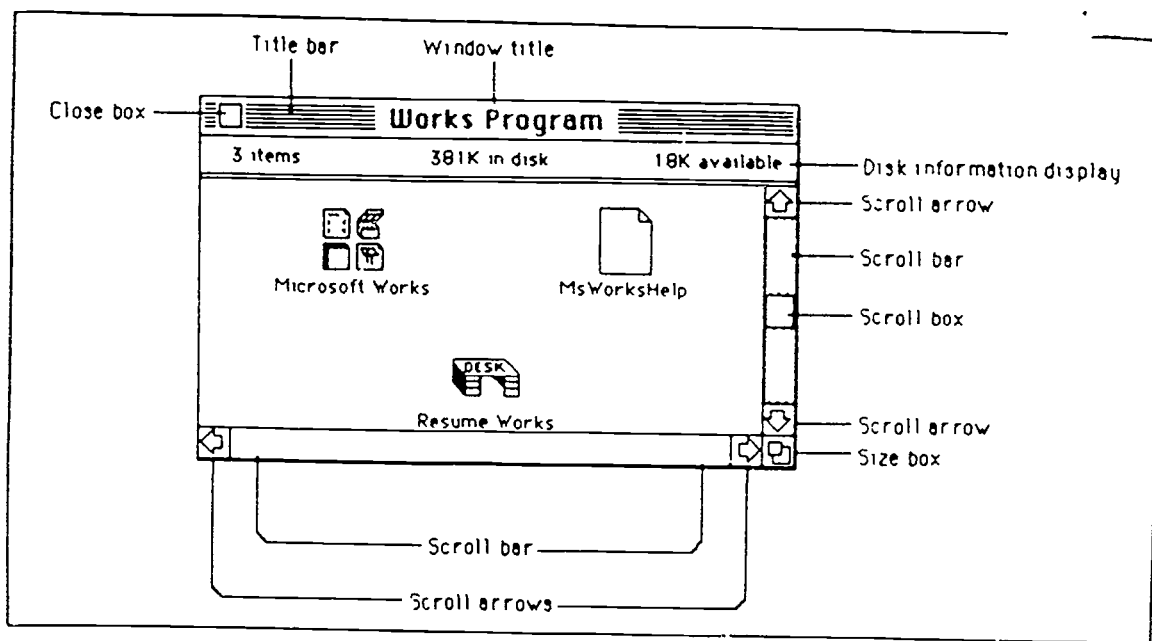 Title bar
Window title
Close box
Works Program
3 items
381K in disk
18K available
Disk information display
Scroll arrow
Scroll bar
Microsoft Works
MsWorksHelp
Scroll box
DESK
Resume Works
Scroll arrow
Size box
Scroll bar
Scroll arrows